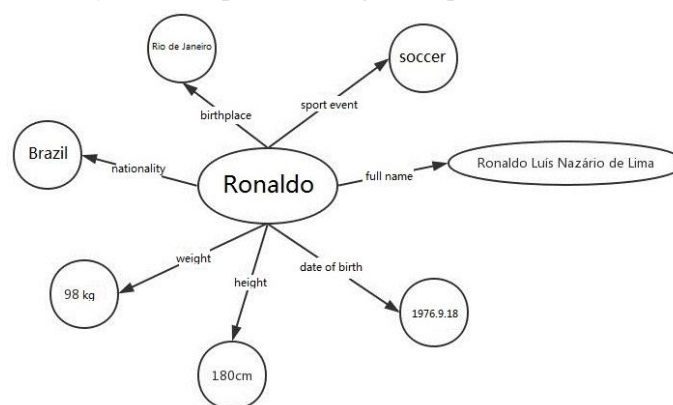 Rio de Janeiro
soccer
birthplace
sport event
Brazil
nationality
Ronaldo
full name
Ronaldo Luís Nazário de Lima
weight
height
date of birth
98 kg
180cm
1976.9.18